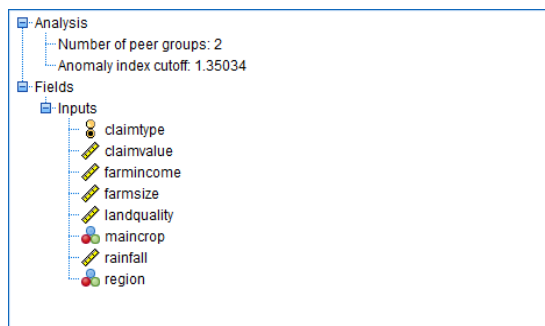 Analysis
Number of peer groups: 2
Anomaly index cutoff: 1.35034
Fields
Inputs
claimtype
claimvalue
farmincome
farmsize
landquality
maincrop
rainfall
region